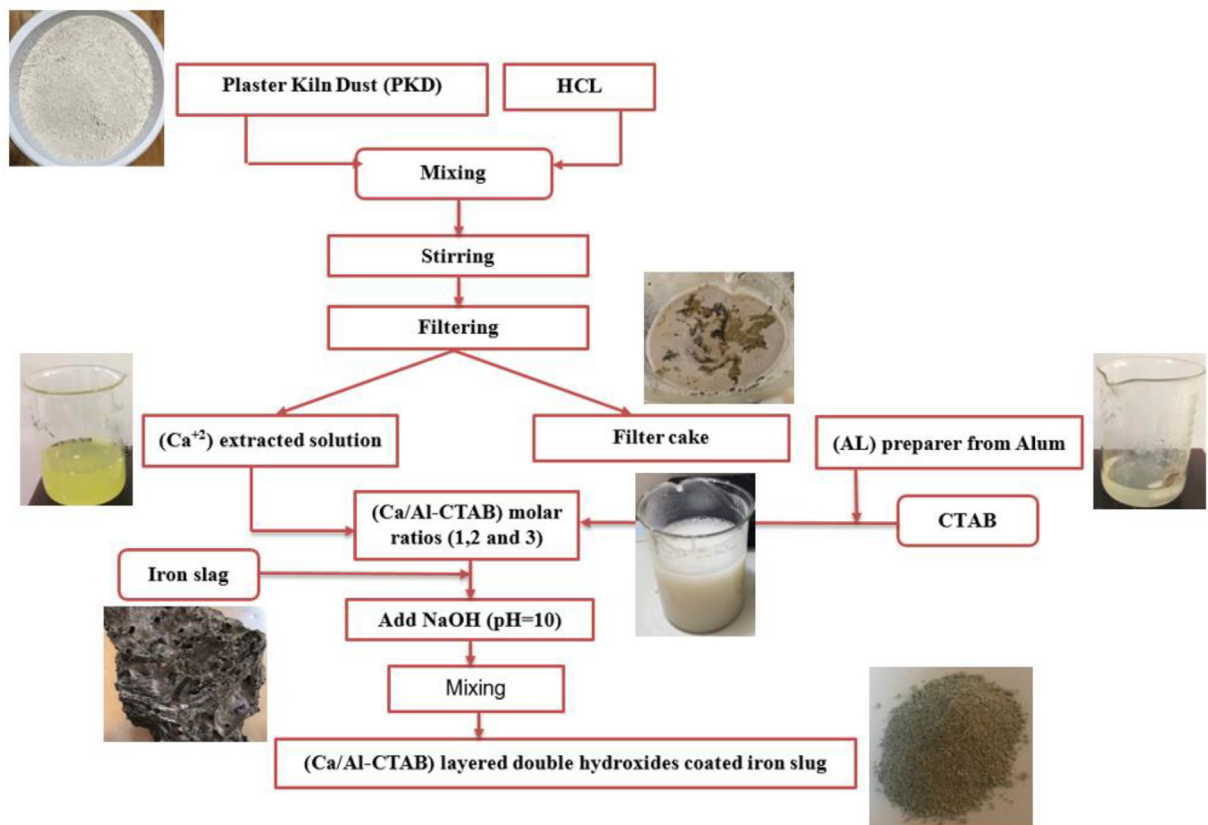 Plaster Kiln Dust (PKD)
HCL
Mixing
Stirring
Filtering
(Ca⁺²) extracted solution
Filter cake
(AL) preparer from Alum
(Ca/Al-CTAB) molar
ratios (1,2 and 3)
CTAB
Iron slag
Add NaOH (pH=10)
Mixing
(Ca/Al-CTAB) layered double hydroxides coated iron slug